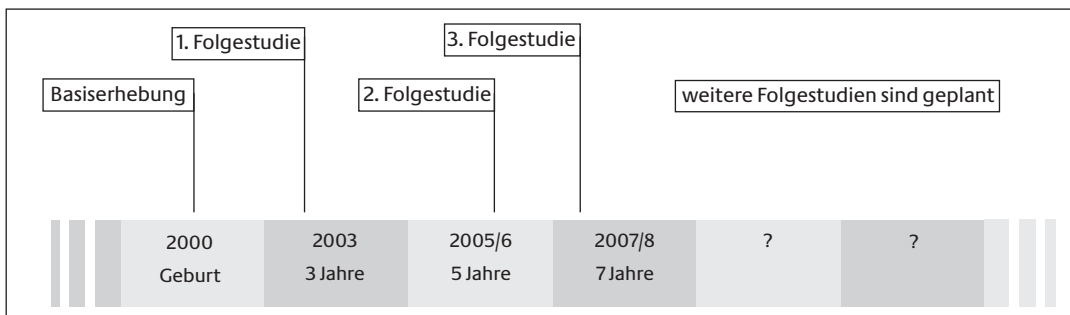 1. Folgestudie
3. Folgestudie
Basiserhebung
2. Folgestudie
weitere Folgestudien sind geplant
2000
Geburt
2003
3 Jahre
2005/6
5 Jahre
2007/8
7 Jahre
?
?